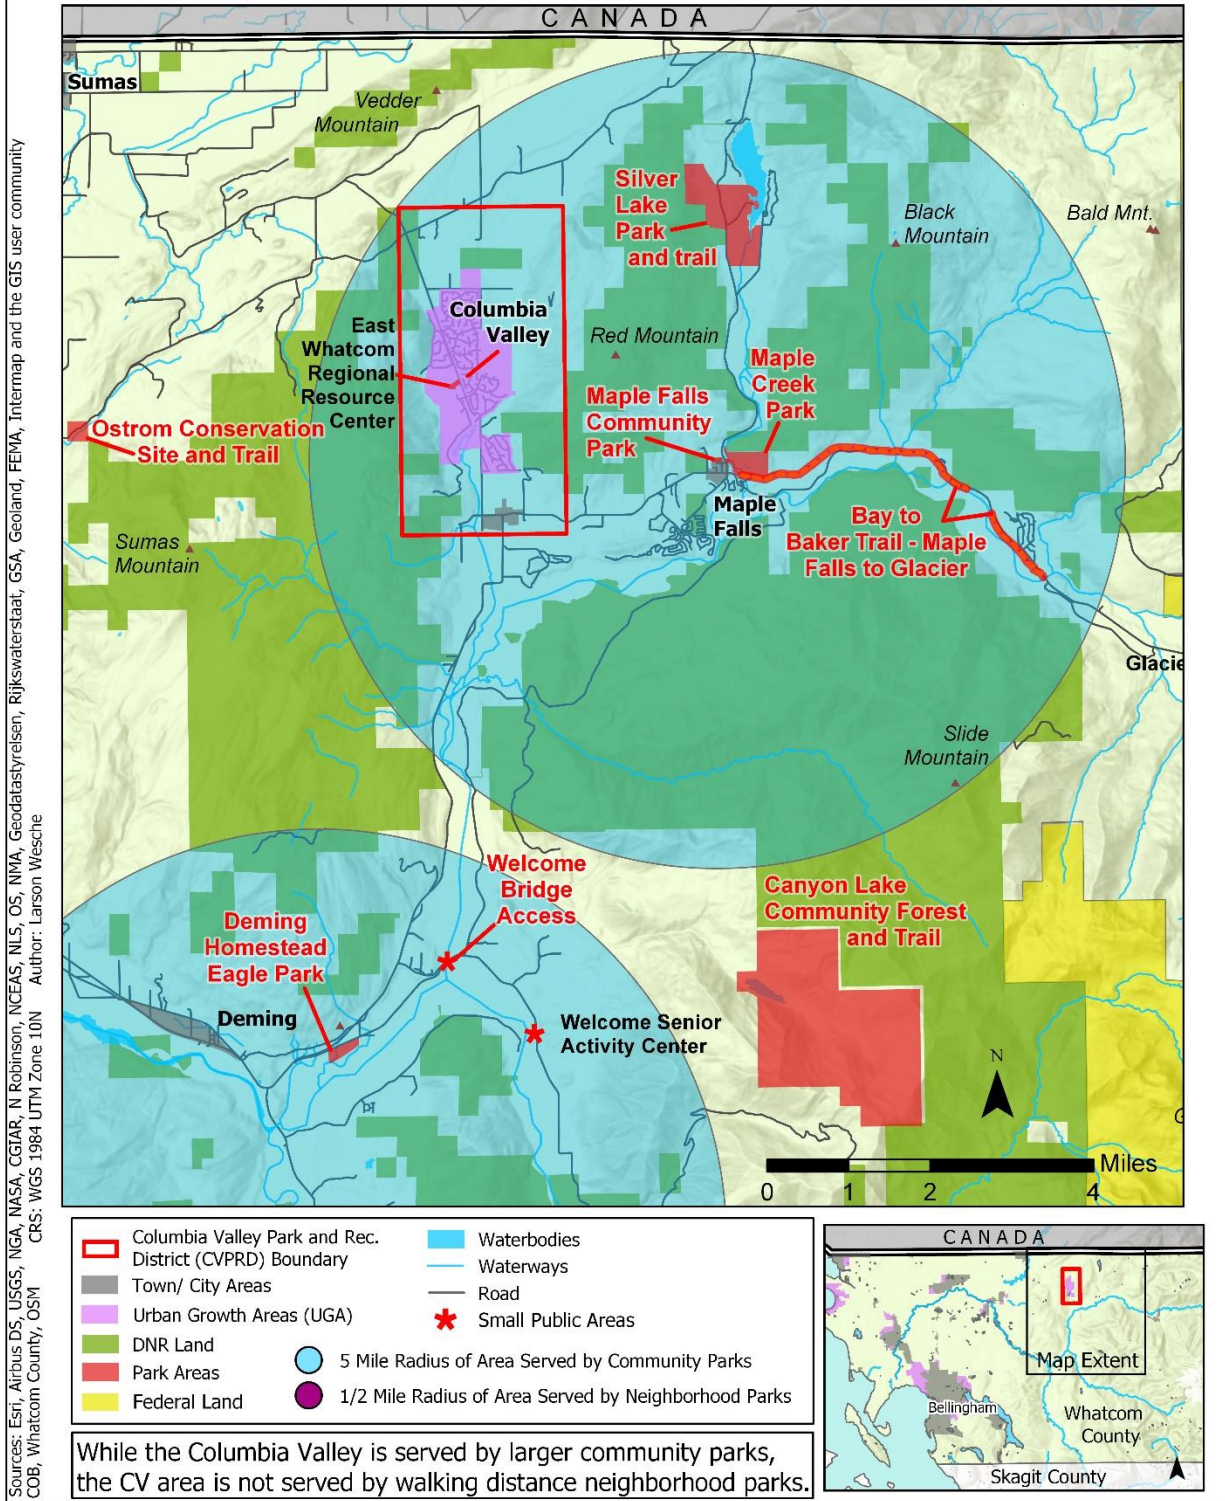 CANADA
Sumas
Vedder
Mountain
Silver
Lake
Park
and trail
Black
Mountain
Bald Mnt.
Columbia
Valley
East
Whatcom
Regional
Resource
Center
Red Mountain
Maple
Creek
Park
Maple Falls
Community
Park
Ostrom Conservation
Site and Trail
Maple
Falls
Bay to
Baker Trail - Maple
Falls to Glacier
Sumas
Mountain
Glacie
Slide
Mountain
Welcome
Bridge
Access
Canyon Lake
Community Forest
and Trail
Deming
Homestead
Eagle Park
Deming
Welcome Senior
Activity Center
N
G
Miles
0 1 2 4
Sources: Esri, Airbus DS, USGS, NGA, NASA, CGIAR, N Robinson, NCEAS, NLS, OS, NMA, Geodatastyrelsen, Rijkswaterstaat, GSA, Geoland, FEMA, Intermap and the GIS user community
COB, Whatcom County, OSM CRS: WGS 1984 UTM Zone 10N Author: Larson Wesche
Columbia Valley Park and Rec.
District (CVPRD) Boundary
Town/ City Areas
Urban Growth Areas (UGA)
DNR Land
Park Areas
Federal Land
Waterbodies
Waterways
Road
Small Public Areas
5 Mile Radius of Area Served by Community Parks
1/2 Mile Radius of Area Served by Neighborhood Parks
While the Columbia Valley is served by larger community parks,
the CV area is not served by walking distance neighborhood parks.
CANADA
Map Extent
Bellingham
Whatcom
County
N
Skagit County